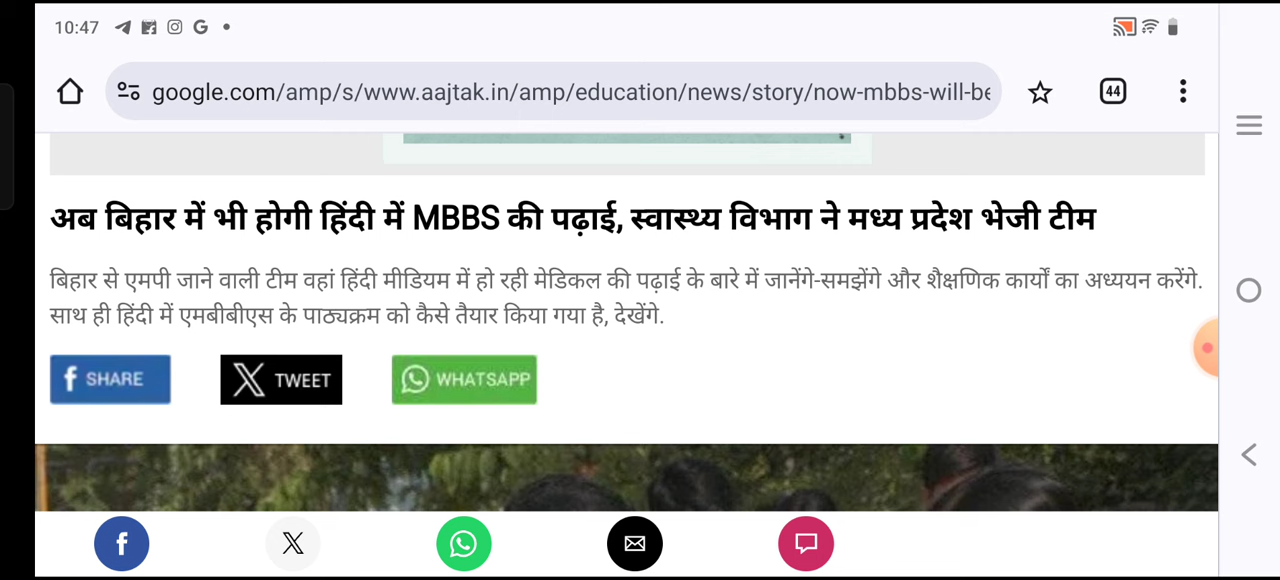 10:47
google.com/amp/s/www.aajtak.in/amp/education/news/story/now-mbbs-will-be
44
अब बिहार में भी होगी हिंदी में MBBS की पढ़ाई, स्वास्थ्य विभाग ने मध्य प्रदेश भेजी टीम
बिहार से एमपी जाने वाली टीम वहां हिंदी मीडियम में हो रही मेडिकल की पढ़ाई के बारे में जानेंगे-समझेंगे और शैक्षणिक कार्यों का अध्ययन करेंगे.
साथ ही हिंदी में एमबीबीएस के पाठ्यक्रम को कैसे तैयार किया गया है, देखेंगे.
SHARE TWEET WHATSAPP